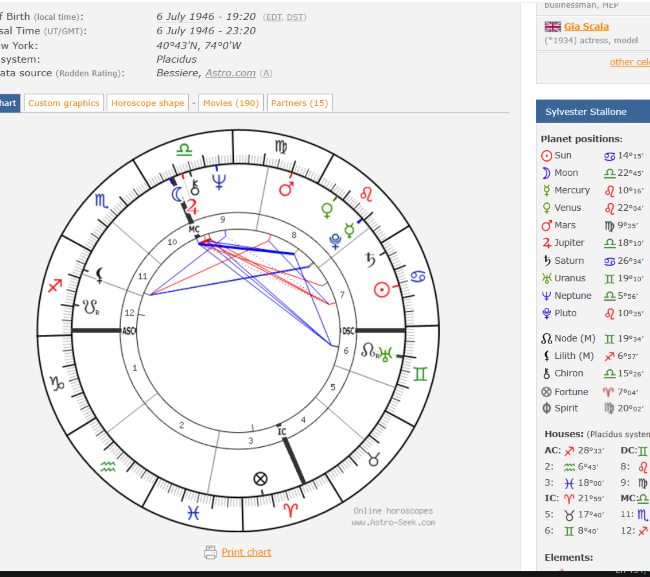 f Birth (local time): 6 July 1946 - 19:20 (EDT, DST)
sal Time (UT/GMT): 6 July 1946 - 23:20
w York: 40°43'N, 74°0'W
system: Placidus
ata source (Rodden Rating): Bessiere, Astro.com (A)
hart Custom graphics Horoscope shape - Movies (190) Partners (15)
MC
9
10
8
11
7
12
ASC
DSC
6
1
5
2
4
IC
3
1
R
R
Online horoscopes
www.Astro-Seek.com
Print chart
businessman, MEP
Gia Scala
(*1934) actress, model
other cele
Sylvester Stallone
Planet positions:
Sun ♋ 14°15'
Moon ♎ 22°45'
Mercury ♌ 10°16'
Venus ♌ 22°04'
Mars ♍ 9°35'
Jupiter ♎ 18°10'
Saturn ♋ 26°34'
Uranus ♊ 19°10'
Neptune ♎ 5°56'
Pluto ♌ 10°35'
Node (M) ♊ 19°34'
Lilith (M) ♐ 6°57'
Chiron ♎ 15°26'
Fortune ♈ 7°04'
Spirit ♍ 20°02'
Houses: (Placidus system
AC: ♐ 28°33' DC: ♊
2: ♒ 6°43' 8: ♌
3: ♓ 18°00' 9: ♍
IC: ♈ 21°59' MC: ♎
5: ♉ 17°40' 11: ♏
6: ♊ 8°40' 12: ♐
Elements: